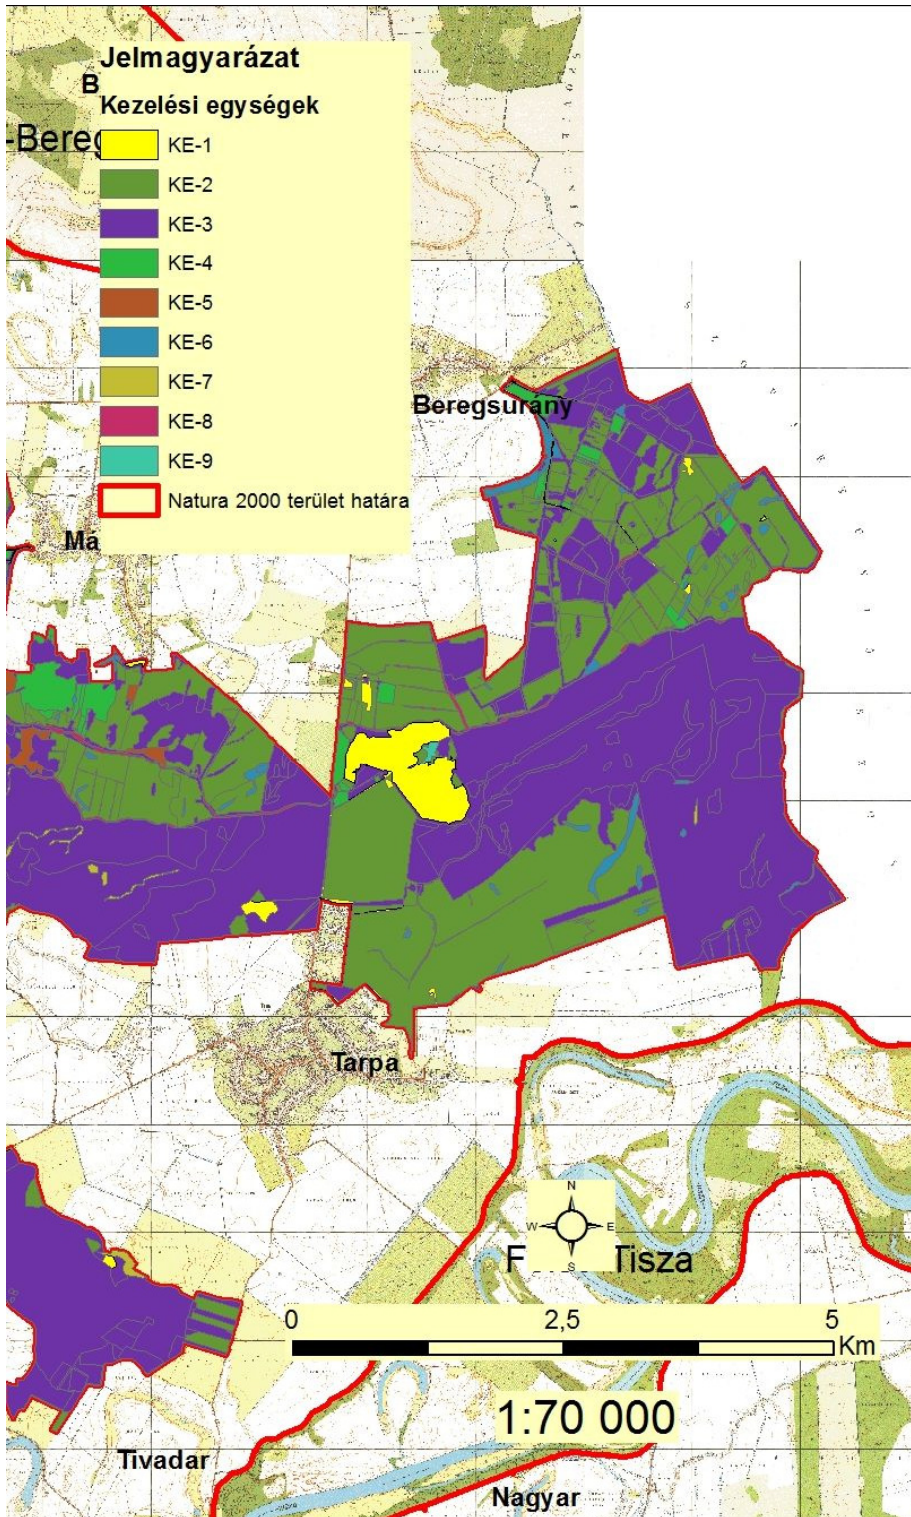 Jelmagyarázat
B
Kezelési egységek
-Bereg
KE-1
KE-2
KE-3
KE-4
KE-5
KE-6
KE-7
KE-8
KE-9
Natura 2000 terület határa
Beregsurány
Má
Tarpa
N
W E
S
F Tisza
0 2,5 5
Km
1:70 000
Tivadar
Nagyar